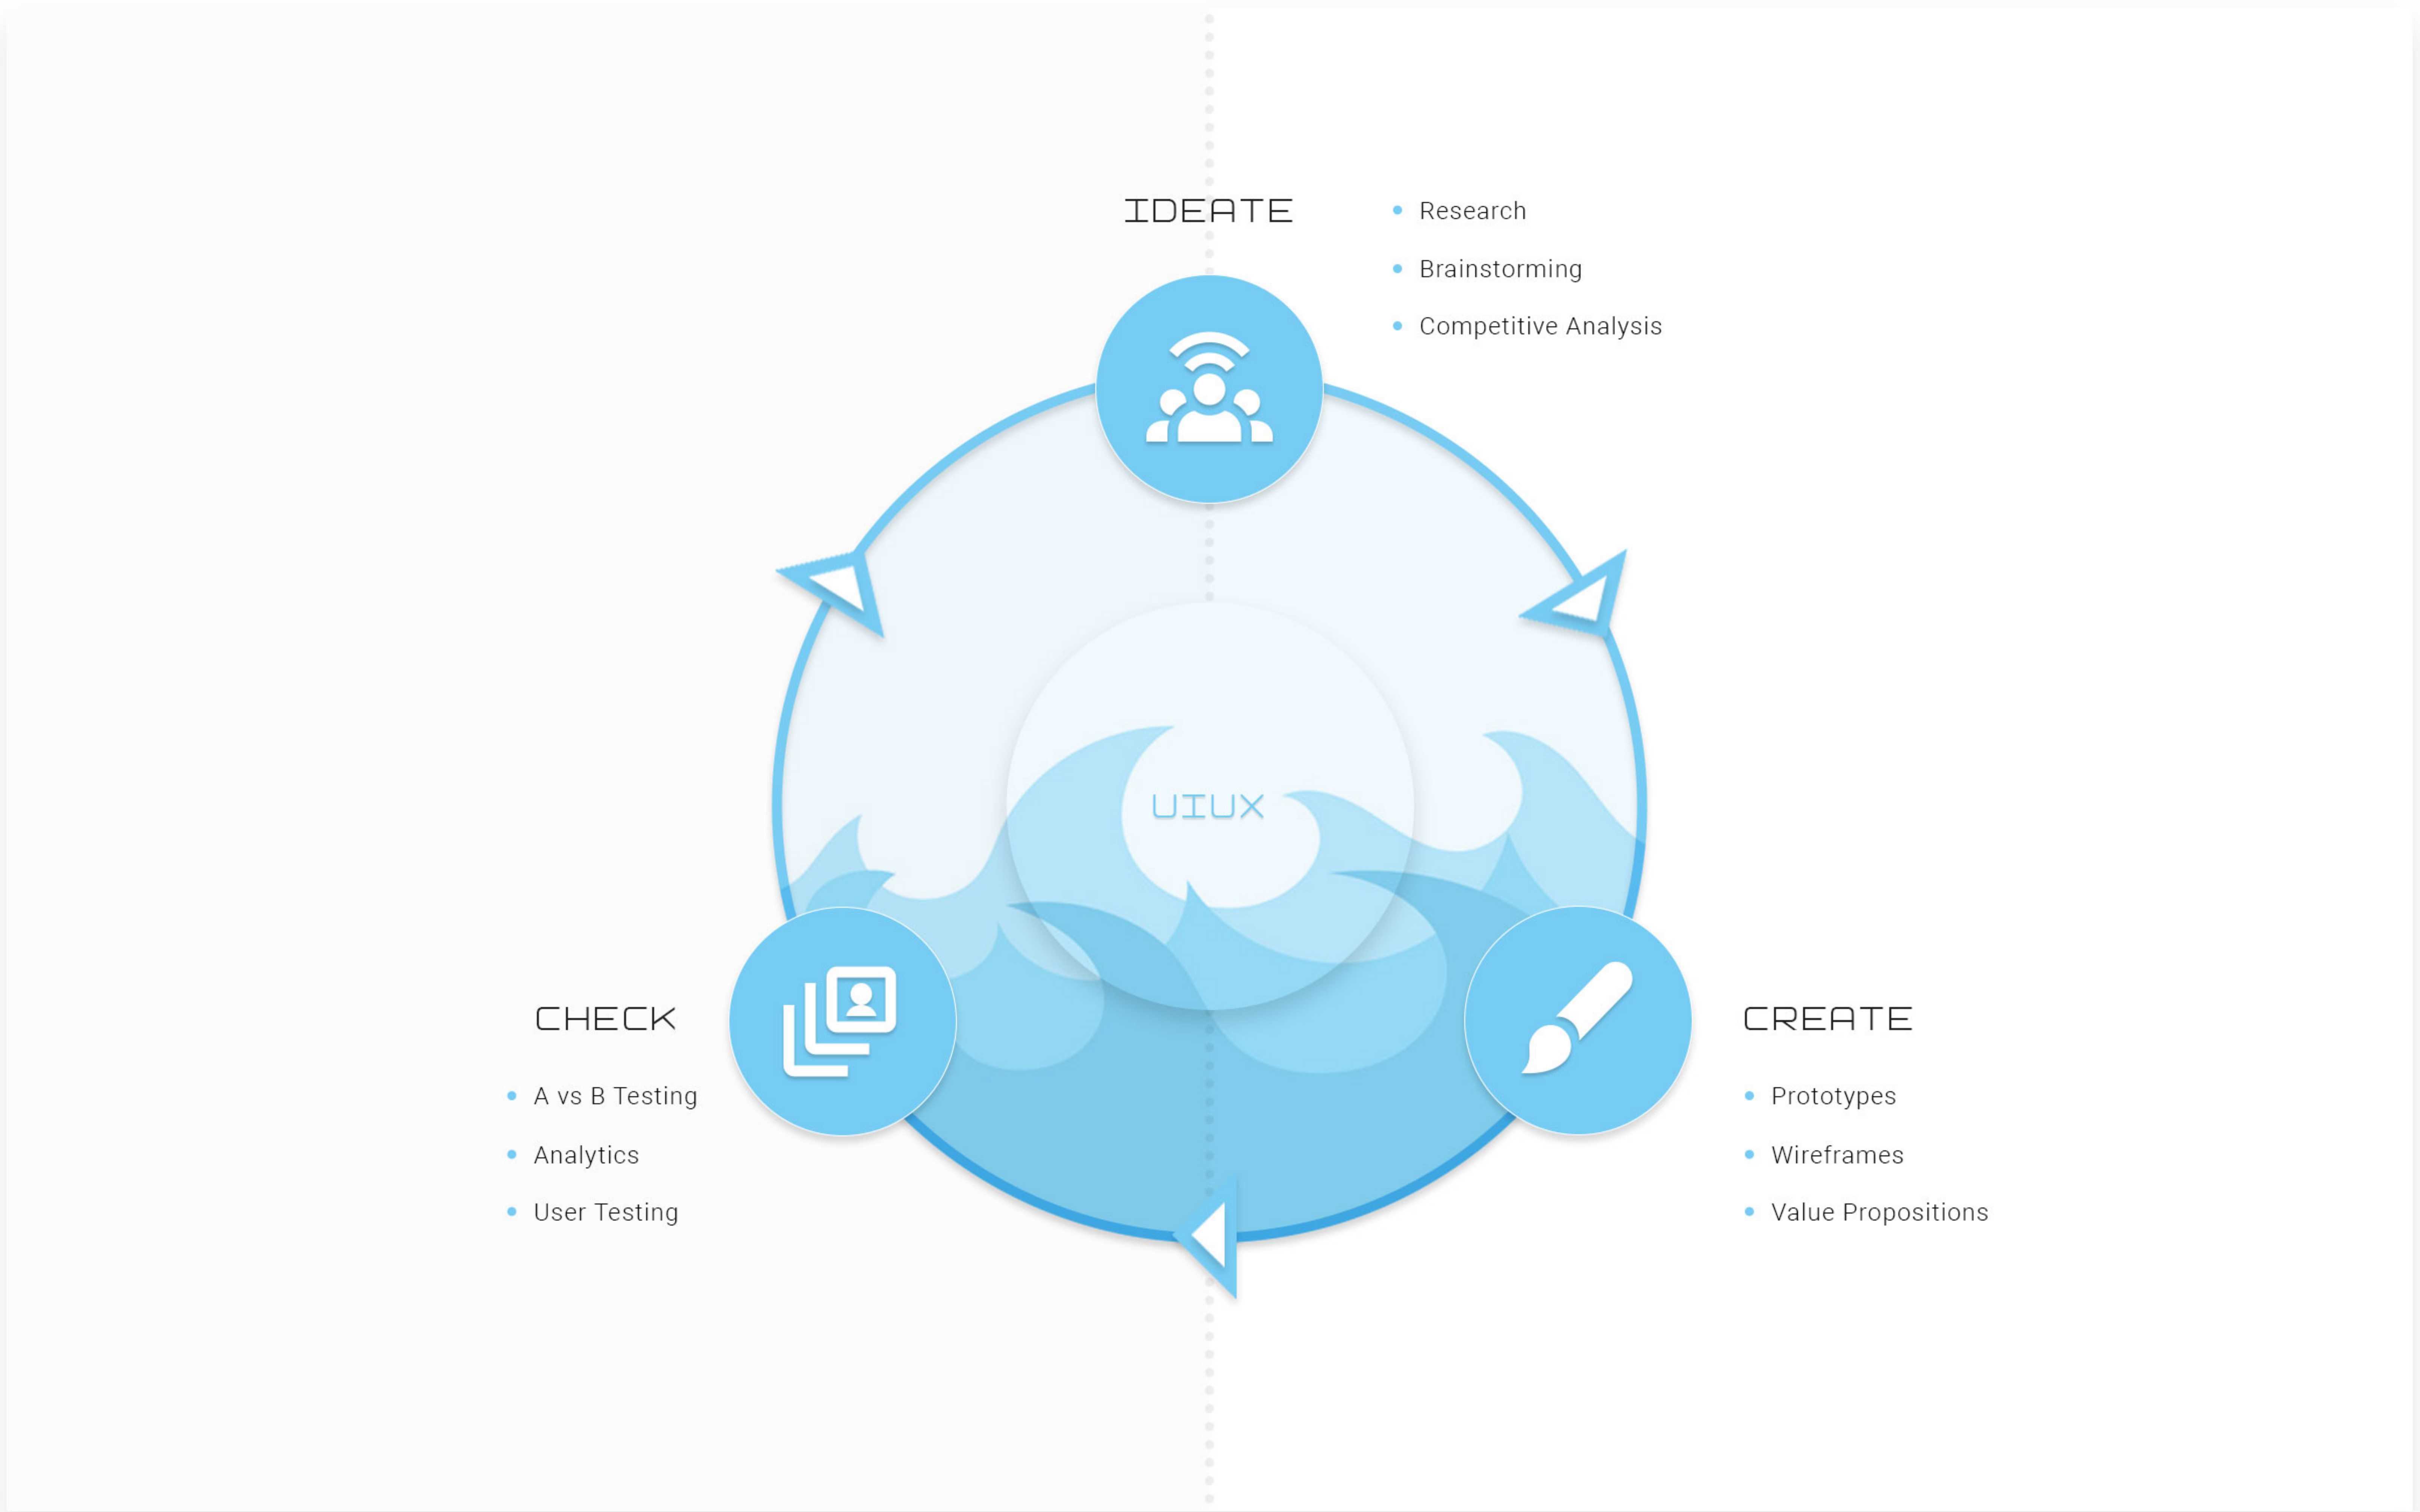 IDEATE
Research
Brainstorming
Competitive Analysis
UIUX
CHECK
A vs B Testing
Analytics
User Testing
CREATE
Prototypes
Wireframes
Value Propositions